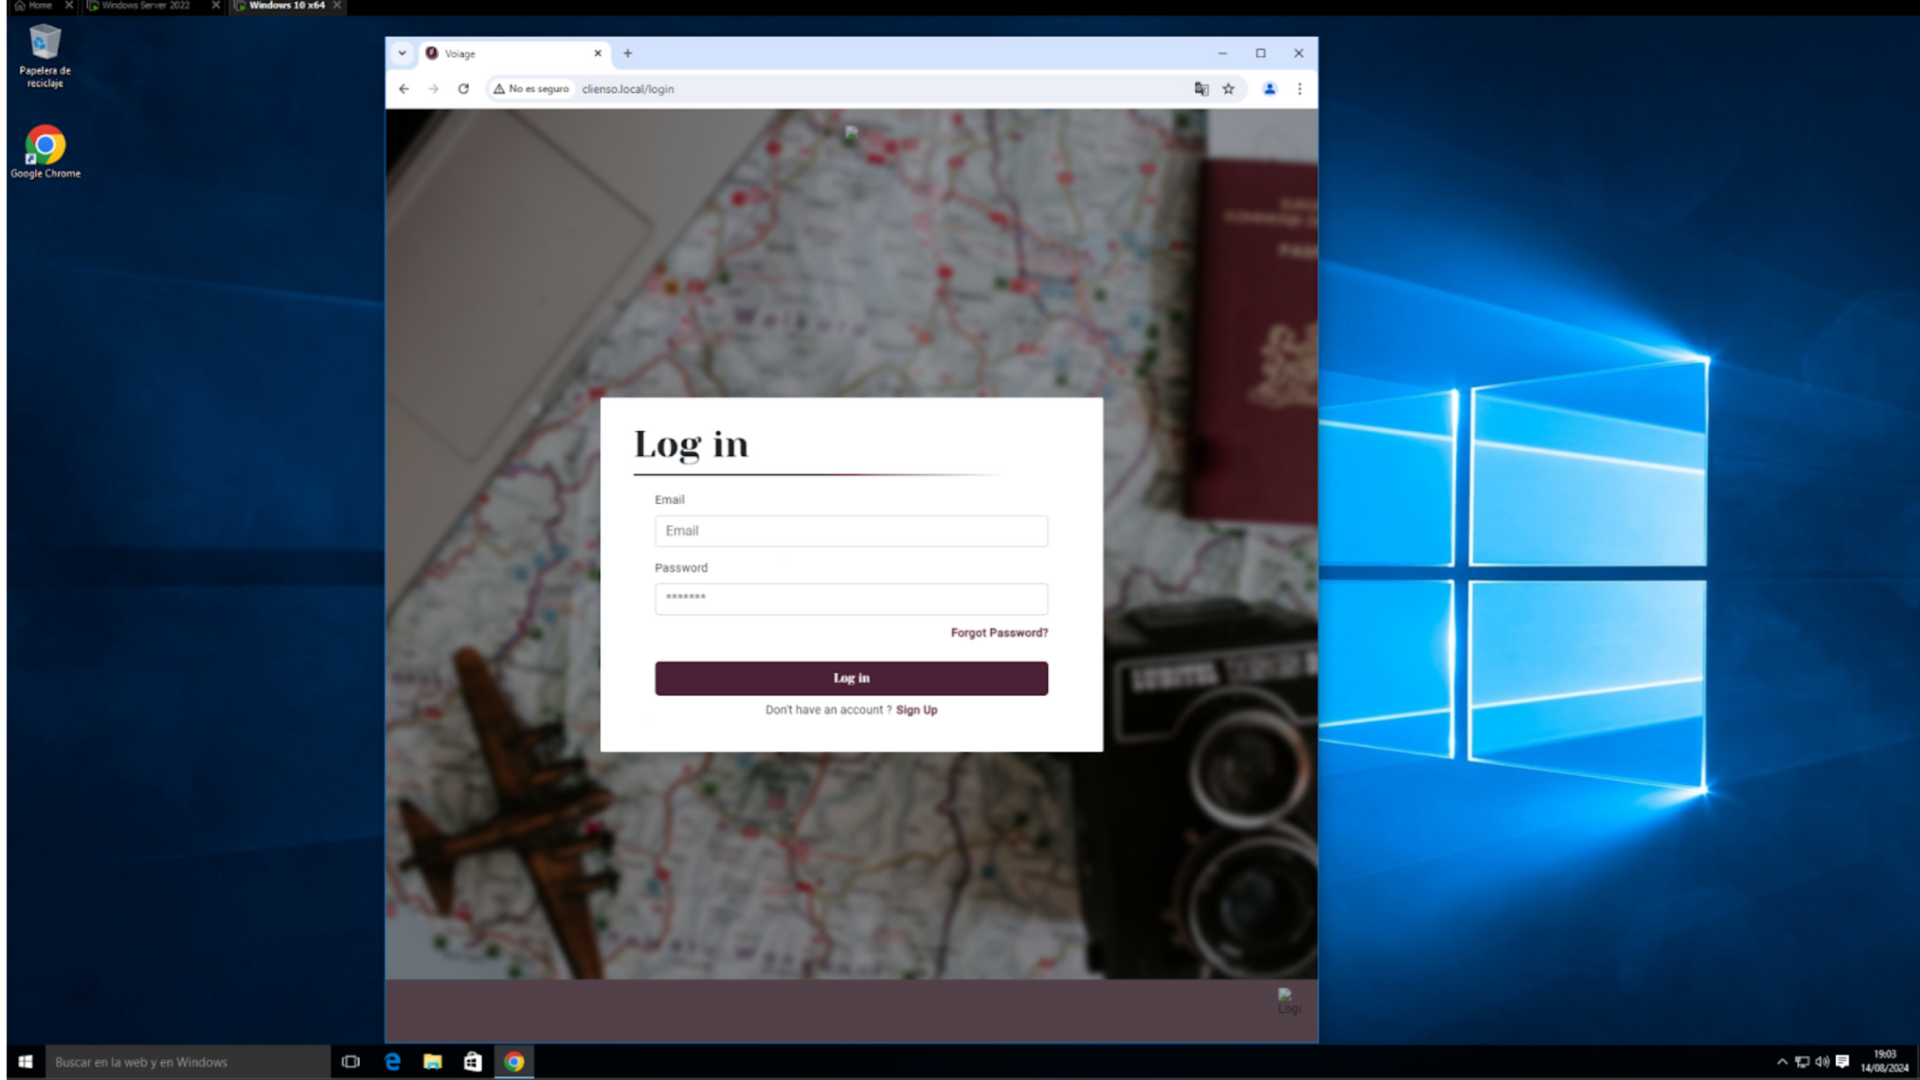 Home
Windows Server 2022
Windows 10 x64
Papelera de
reciclaje
Google Chrome
Voiage
No es seguro
clienso.local/login
Log in
Email
Email
Password
*******
Forgot Password?
Log in
Don't have an account ? Sign Up
Logo
Buscar en la web y en Windows
19:03
14/08/2024